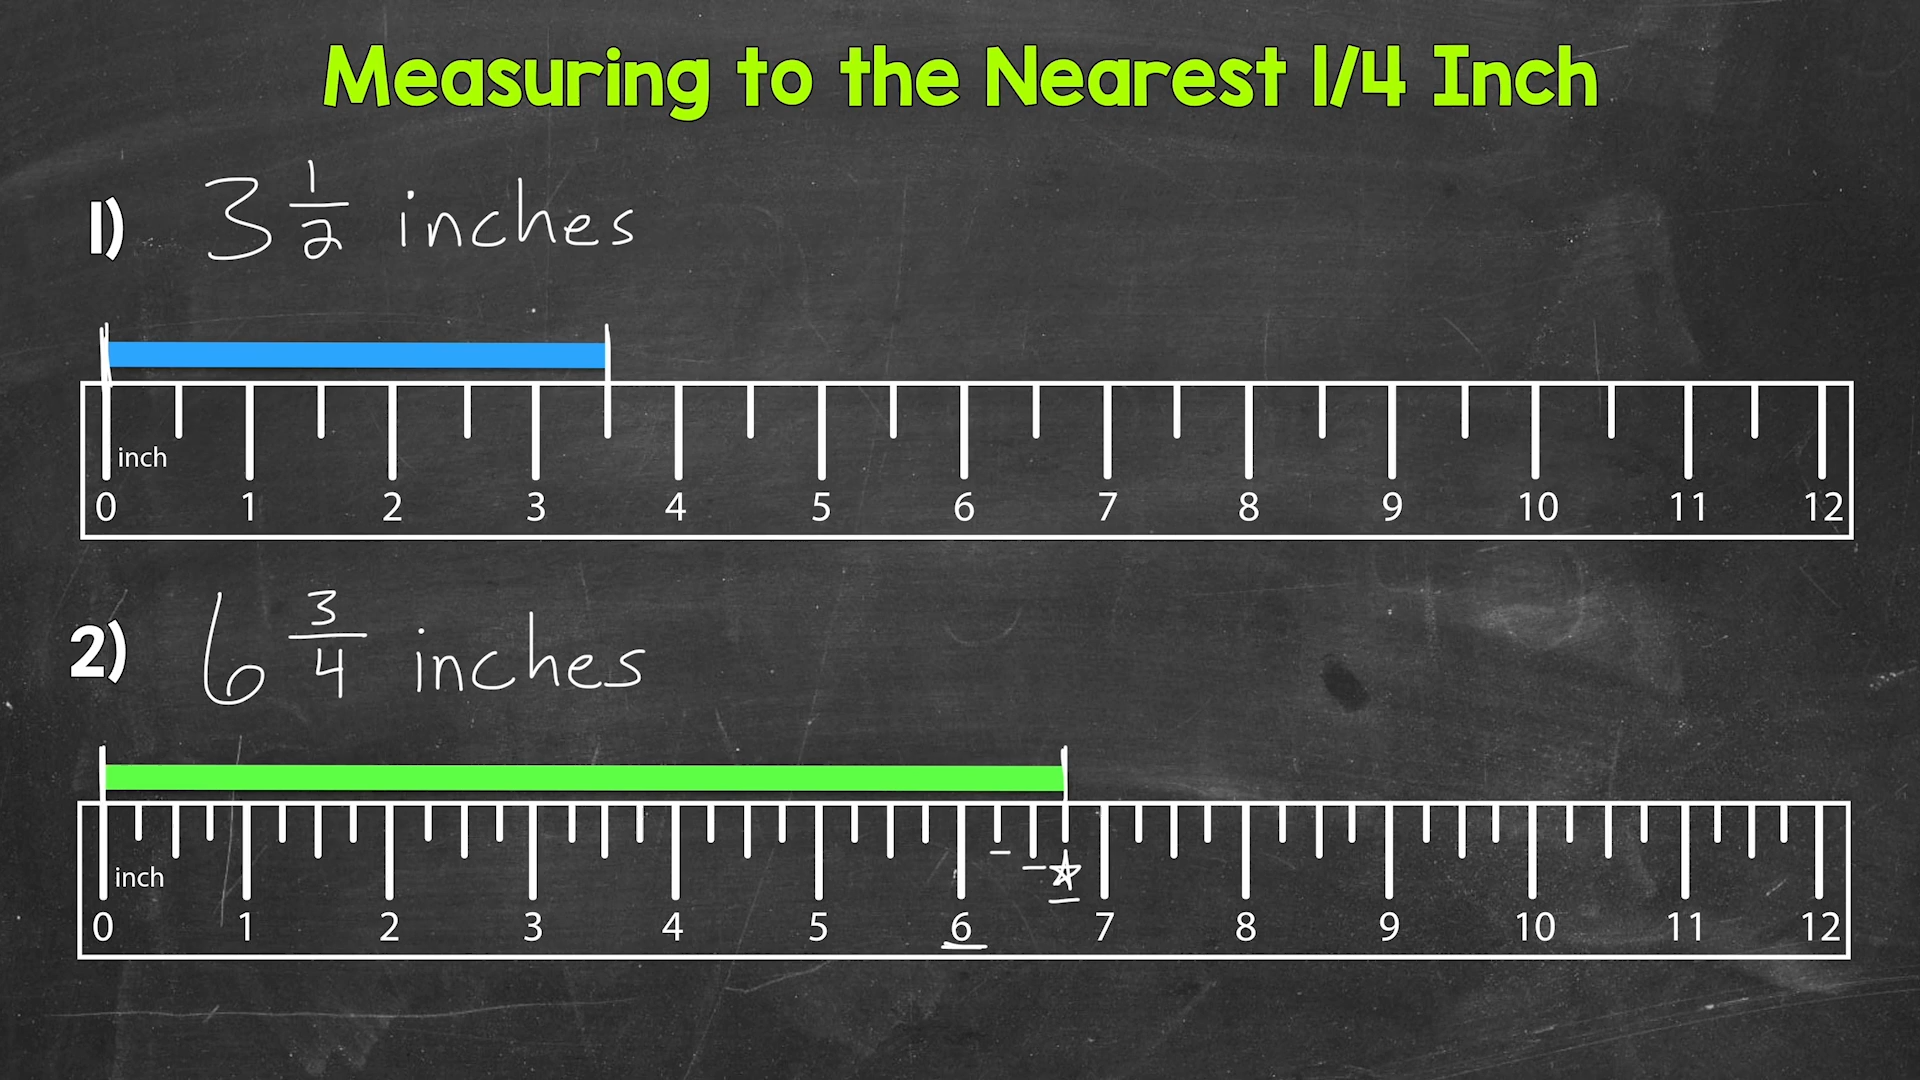 Measuring to the Nearest 1/4 Inch
1) 3 1/2 inches
inch
0 1 2 3 4 5 6 7 8 9 10 11 12
2) 6 3/4 inches
inch
0 1 2 3 4 5 6 7 8 9 10 11 12